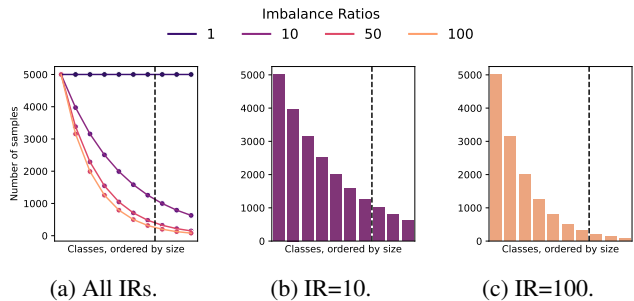 Imbalance Ratios
1 10 50 100
5000
4000
3000
2000
1000
0
Number of samples
Classes, ordered by size
(a) All IRs.
5000
4000
3000
2000
1000
0
Classes, ordered by size
(b) IR=10.
5000
4000
3000
2000
1000
0
Classes, ordered by size
(c) IR=100.